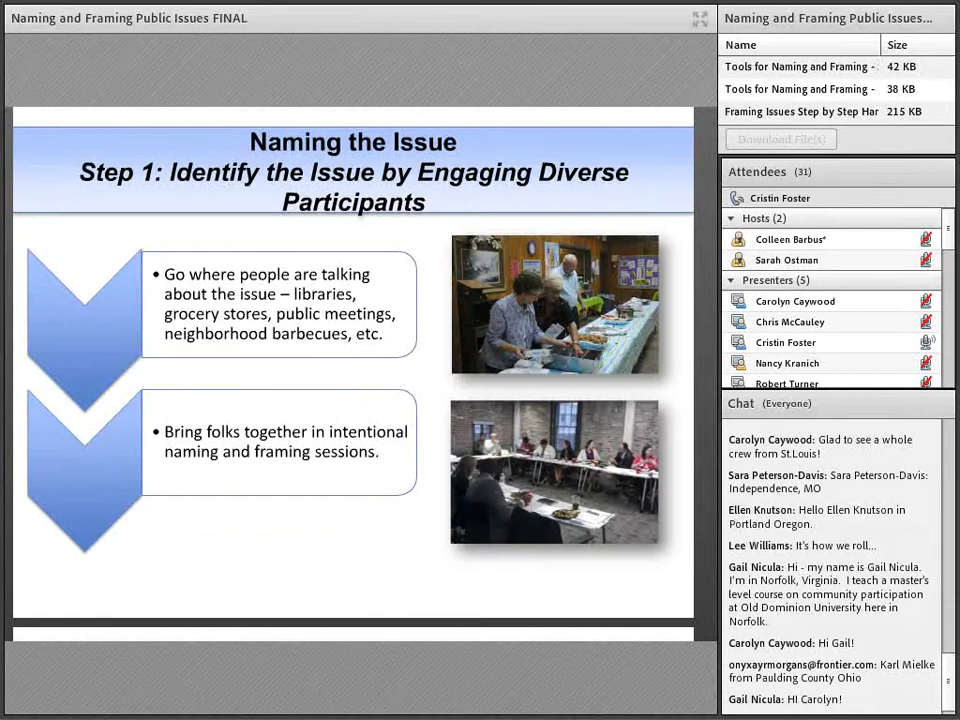 Naming and Framing Public Issues FINAL
Naming the Issue
Step 1: Identify the Issue by Engaging Diverse
Participants
• Go where people are talking
about the issue – libraries,
grocery stores, public meetings,
neighborhood barbecues, etc.
• Bring folks together in intentional
naming and framing sessions.
Naming and Framing Public Issues...
Name Size
Tools for Naming and Framing - 42 KB
Tools for Naming and Framing - 38 KB
Framing Issues Step by Step Har 215 KB
Download File(s)
Attendees (31)
Cristin Foster
Hosts (2)
Colleen Barbus*
Sarah Ostman
Presenters (5)
Carolyn Caywood
Chris McCauley
Cristin Foster
Nancy Kranich
Robert Turner
Chat (Everyone)
Carolyn Caywood: Glad to see a whole
crew from St.Louis!
Sara Peterson-Davis: Sara Peterson-Davis:
Independence, MO
Ellen Knutson: Hello Ellen Knutson in
Portland Oregon.
Lee Williams: It's how we roll...
Gail Nicula: Hi - my name is Gail Nicula.
I'm in Norfolk, Virginia. I teach a master's
level course on community participation
at Old Dominion University here in
Norfolk.
Carolyn Caywood: Hi Gail!
onyxayrmorgans@frontier.com: Karl Mielke
from Paulding County Ohio
Gail Nicula: HI Carolyn!